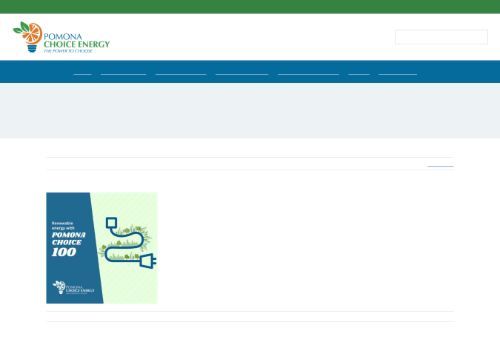 POMONA
CHOICE ENERGY
THE POWER TO CHOOSE
Renewable
energy with
POMONA
CHOICE
100
POMONA
CHOICE ENERGY